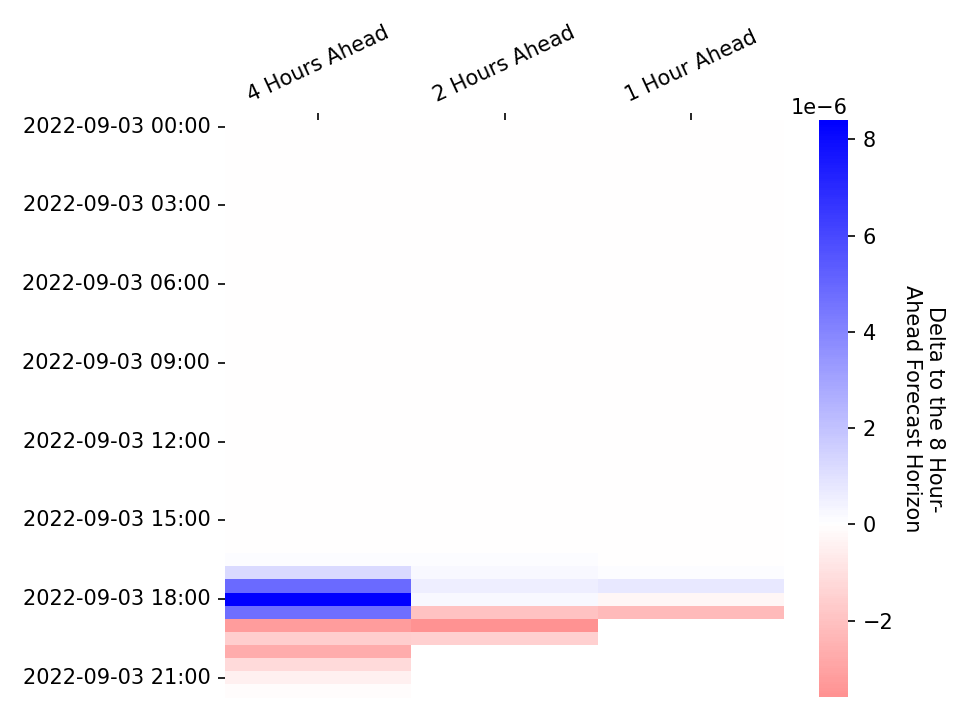 4 Hours Ahead
2 Hours Ahead
1 Hour Ahead
2022-09-03 00:00
2022-09-03 03:00
2022-09-03 06:00
2022-09-03 09:00
2022-09-03 12:00
2022-09-03 15:00
2022-09-03 18:00
2022-09-03 21:00
1e−6
8
6
4
2
0
−2
Delta to the 8 Hour-
Ahead Forecast Horizon